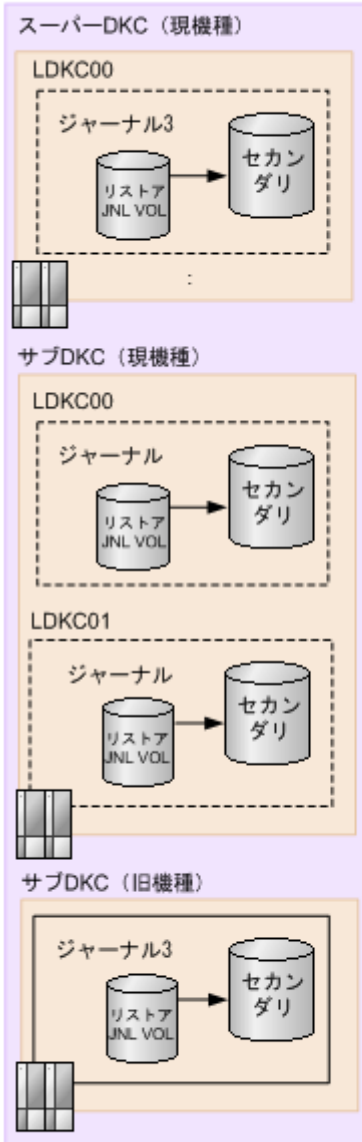 スーパーDKC（現機種）
LDKC00
ジャーナル3
リストア
JNL VOL
セカン
ダリ
:
サブDKC（現機種）
LDKC00
ジャーナル
リストア
JNL VOL
セカン
ダリ
LDKC01
ジャーナル
リストア
JNL VOL
セカン
ダリ
サブDKC（旧機種）
ジャーナル3
リストア
JNL VOL
セカン
ダリ